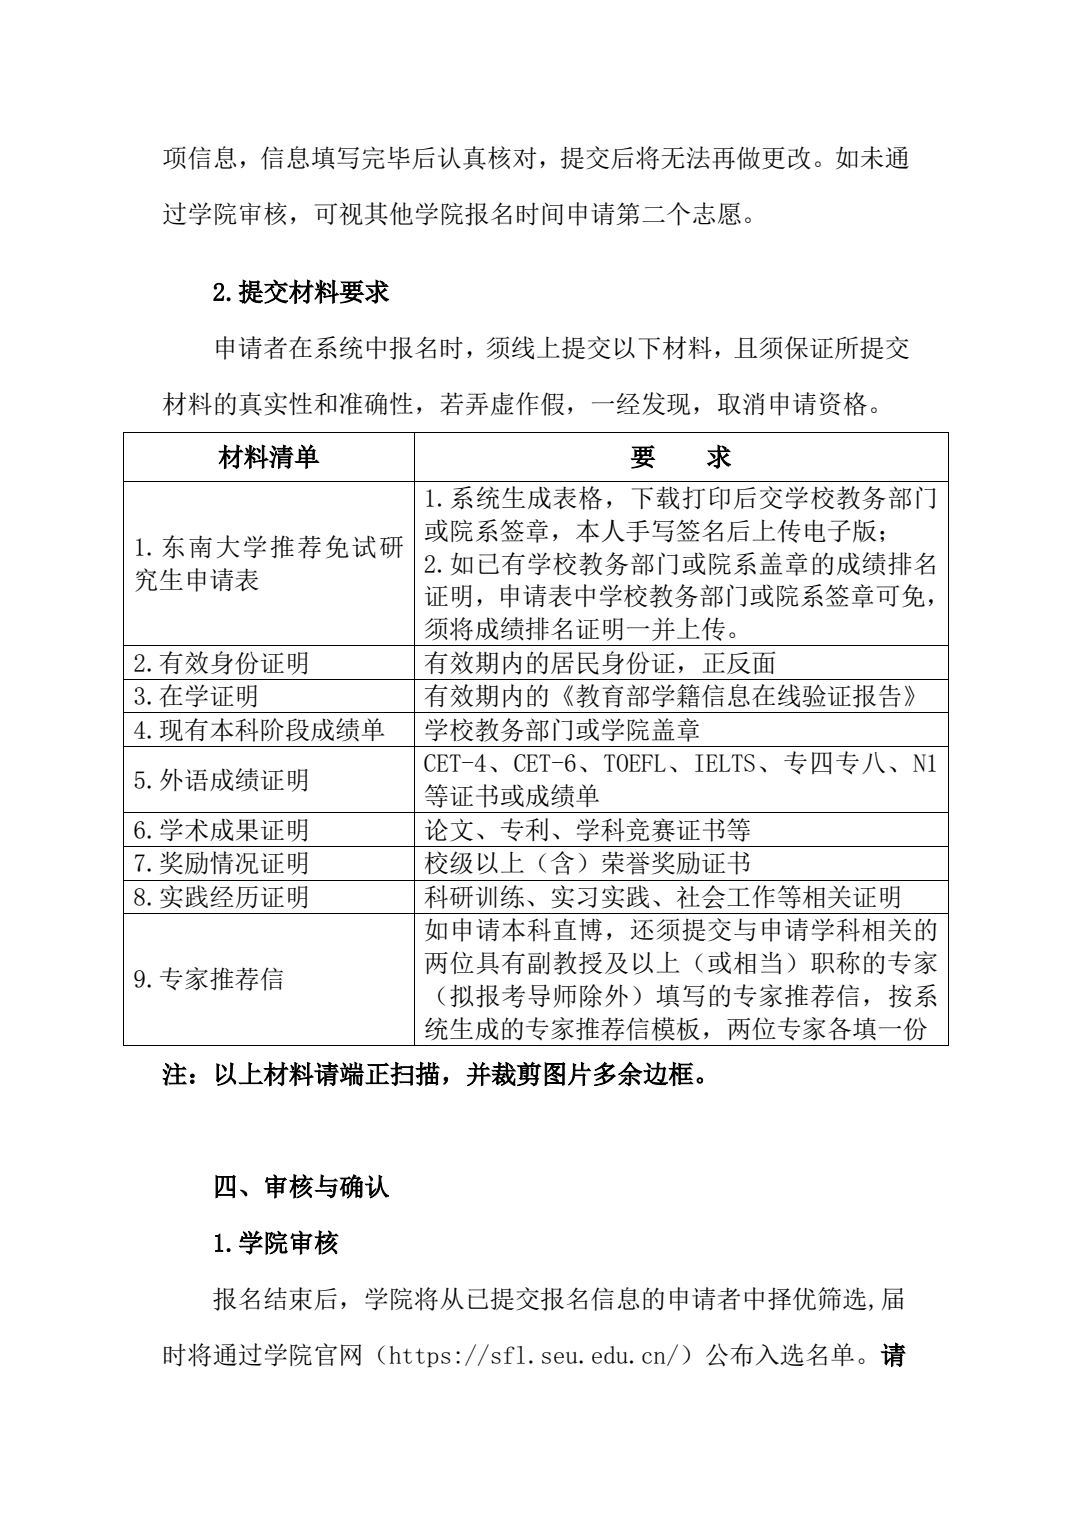 项信息，信息填写完毕后认真核对，提交后将无法再做更改。如未通
过学院审核，可视其他学院报名时间申请第二个志愿。
2.提交材料要求
申请者在系统中报名时，须线上提交以下材料，且须保证所提交
材料的真实性和准确性，若弄虚作假，一经发现，取消申请资格。
材料清单
要 求
1.东南大学推荐免试研
究生申请表
1.系统生成表格，下载打印后交学校教务部门
或院系签章，本人手写签名后上传电子版；
2.如已有学校教务部门或院系盖章的成绩排名
证明，申请表中学校教务部门或院系签章可免，
须将成绩排名证明一并上传。
2.有效身份证明
有效期内的居民身份证，正反面
3.在学证明
有效期内的《教育部学籍信息在线验证报告》
4.现有本科阶段成绩单
学校教务部门或学院盖章
5.外语成绩证明
CET-4、CET-6、TOEFL、IELTS、专四专八、N1
等证书或成绩单
6.学术成果证明
论文、专利、学科竞赛证书等
7.奖励情况证明
校级以上（含）荣誉奖励证书
8.实践经历证明
科研训练、实习实践、社会工作等相关证明
9.专家推荐信
如申请本科直博，还须提交与申请学科相关的
两位具有副教授及以上（或相当）职称的专家
（拟报考导师除外）填写的专家推荐信，按系
统生成的专家推荐信模板，两位专家各填一份
注：以上材料请端正扫描，并裁剪图片多余边框。
四、审核与确认
1.学院审核
报名结束后，学院将从已提交报名信息的申请者中择优筛选,届
时将通过学院官网（https://sfl.seu.edu.cn/）公布入选名单。请